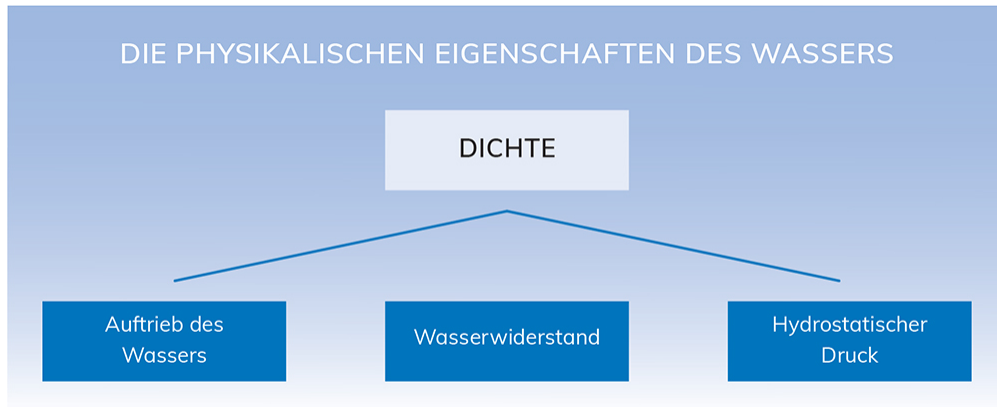 DIE PHYSIKALISCHEN EIGENSCHAFTEN DES WASSERS
DICHTE
Auftrieb des
Wassers
Wasserwiderstand
Hydrostatischer
Druck